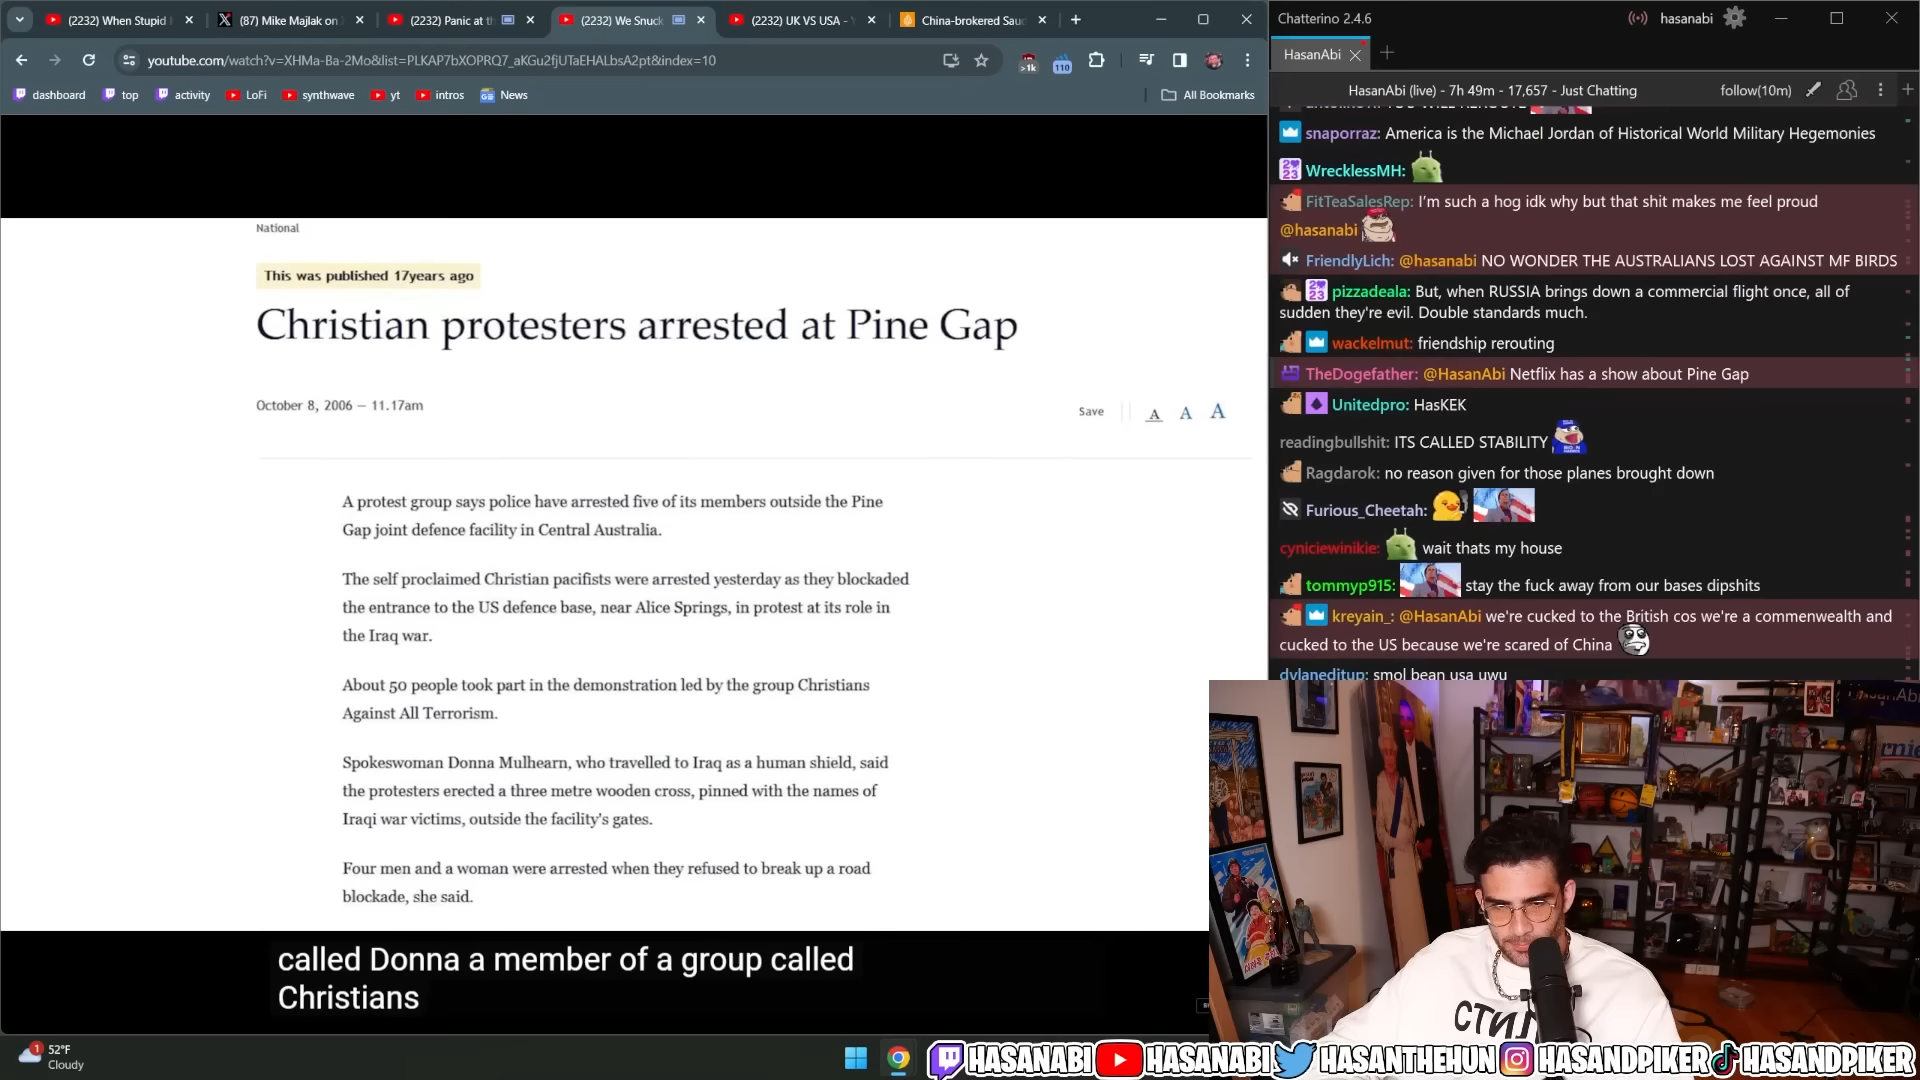 (2232) When Stupid
(87) Mike Majlak on
(2232) Panic at th
(2232) We Snuck
(2232) UK VS USA -
China-brokered Sau
youtube.com/watch?v=XHMa-Ba-2Mo&list=PLKAP7bXOPRQ7_aKGu2fjUTaEHALbsA2pt&index=10
>1k
110
dashboard
top
activity
LoFi
synthwave
yt
intros
News
All Bookmarks
National
This was published 17years ago
Christian protesters arrested at Pine Gap
October 8, 2006 — 11.17am
Save
A A A
A protest group says police have arrested five of its members outside the Pine
Gap joint defence facility in Central Australia.
The self proclaimed Christian pacifists were arrested yesterday as they blockaded
the entrance to the US defence base, near Alice Springs, in protest at its role in
the Iraq war.
About 50 people took part in the demonstration led by the group Christians
Against All Terrorism.
Spokeswoman Donna Mulhearn, who travelled to Iraq as a human shield, said
the protesters erected a three metre wooden cross, pinned with the names of
Iraqi war victims, outside the facility's gates.
Four men and a woman were arrested when they refused to break up a road
blockade, she said.
called Donna a member of a group called
Christians
1
52°F
Cloudy
Chatterino 2.4.6
hasanabi
HasanAbi
HasanAbi (live) - 7h 49m - 17,657 - Just Chatting
follow(10m)
snaporraz: America is the Michael Jordan of Historical World Military Hegemonies
WrecklessMH:
FitTeaSalesRep: I'm such a hog idk why but that shit makes me feel proud
@hasanabi
FriendlyLich: @hasanabi NO WONDER THE AUSTRALIANS LOST AGAINST MF BIRDS
pizzadeala: But, when RUSSIA brings down a commercial flight once, all of
sudden they're evil. Double standards much.
wackelmut: friendship rerouting
TheDogefather: @HasanAbi Netflix has a show about Pine Gap
Unitedpro: HasKEK
readingbullshit: ITS CALLED STABILITY
Ragdarok: no reason given for those planes brought down
Furious_Cheetah:
cyniciewinikie: wait thats my house
tommyp915: stay the fuck away from our bases dipshits
kreyain_: @HasanAbi we're cucked to the British cos we're a commenwealth and
cucked to the US because we're scared of China
dylaneditup: smol bean usa uwu
HASANABI HASANABI HASANTHEHUN HASANDPIKER HASANDPIKER